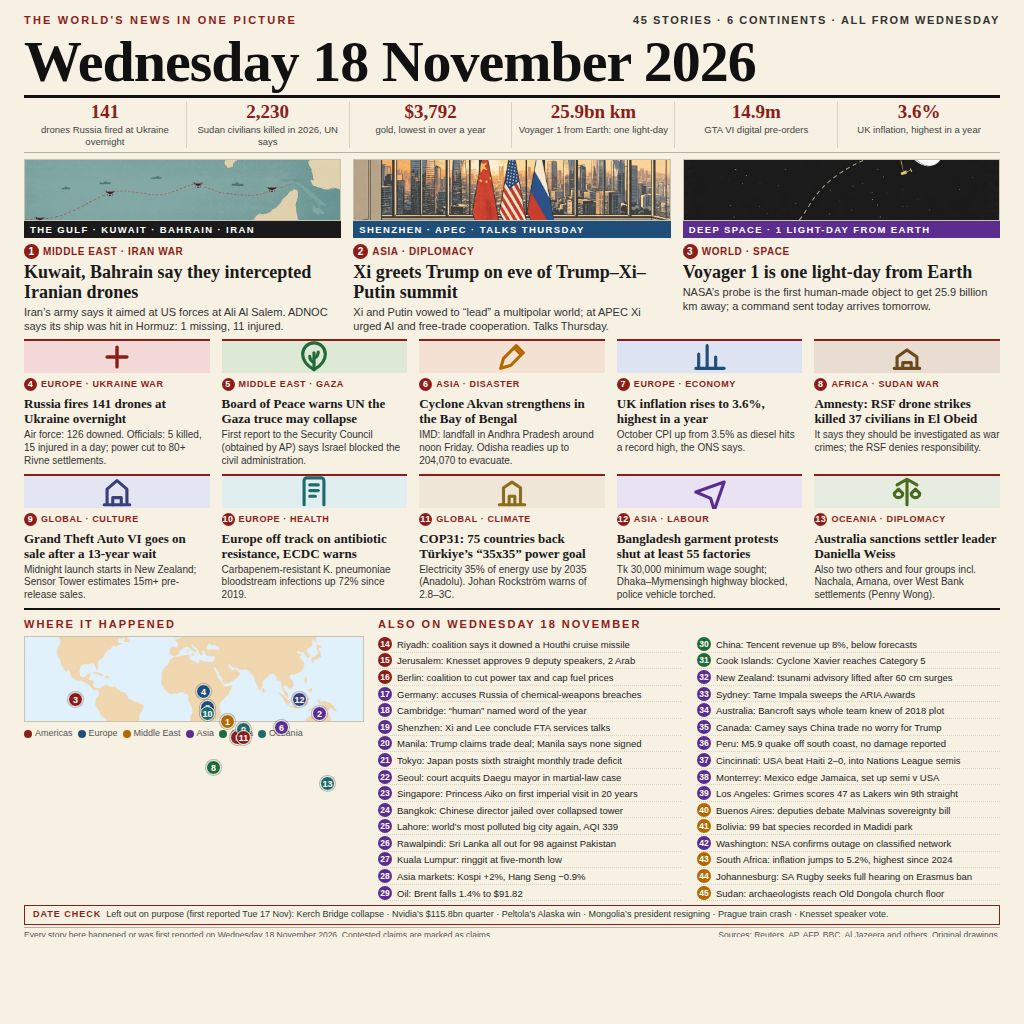 THE WORLD'S NEWS IN ONE PICTURE
45 STORIES · 6 CONTINENTS · ALL FROM WEDNESDAY
Wednesday 18 November 2026
141
drones Russia fired at Ukraine
overnight
2,230
Sudan civilians killed in 2026, UN
says
$3,792
gold, lowest in over a year
25.9bn km
Voyager 1 from Earth: one light-day
14.9m
GTA VI digital pre-orders
3.6%
UK inflation, highest in a year
THE GULF · KUWAIT · BAHRAIN · IRAN
1 MIDDLE EAST · IRAN WAR
Kuwait, Bahrain say they intercepted
Iranian drones
Iran's army says it aimed at US forces at Ali Al Salem. ADNOC
says its ship was hit in Hormuz: 1 missing, 11 injured.
SHENZHEN · APEC · TALKS THURSDAY
2 ASIA · DIPLOMACY
Xi greets Trump on eve of Trump–Xi–
Putin summit
Xi and Putin vowed to “lead” a multipolar world; at APEC Xi
urged AI and free-trade cooperation. Talks Thursday.
DEEP SPACE · 1 LIGHT-DAY FROM EARTH
3 WORLD · SPACE
Voyager 1 is one light-day from Earth
NASA's probe is the first human-made object to get 25.9 billion
km away; a command sent today arrives tomorrow.
4 EUROPE · UKRAINE WAR
Russia fires 141 drones at
Ukraine overnight
Air force: 126 downed. Officials: 5 killed,
15 injured in a day; power cut to 80+
Rivne settlements.
5 MIDDLE EAST · GAZA
Board of Peace warns UN the
Gaza truce may collapse
First report to the Security Council
(obtained by AP) says Israel blocked the
civil administration.
6 ASIA · DISASTER
Cyclone Akvan strengthens in
the Bay of Bengal
IMD: landfall in Andhra Pradesh around
noon Friday. Odisha readies up to
204,070 to evacuate.
7 EUROPE · ECONOMY
UK inflation rises to 3.6%,
highest in a year
October CPI up from 3.5% as diesel hits
a record high, the ONS says.
8 AFRICA · SUDAN WAR
Amnesty: RSF drone strikes
killed 37 civilians in El Obeid
It says they should be investigated as war
crimes; the RSF denies responsibility.
9 GLOBAL · CULTURE
Grand Theft Auto VI goes on
sale after a 13-year wait
Midnight launch starts in New Zealand;
Sensor Tower estimates 15m+ pre-
release sales.
10 EUROPE · HEALTH
Europe off track on antibiotic
resistance, ECDC warns
Carbapenem-resistant K. pneumoniae
bloodstream infections up 72% since
2019.
11 GLOBAL · CLIMATE
COP31: 75 countries back
Türkiye's “35x35” power goal
Electricity 35% of energy use by 2035
(Anadolu). Johan Rockström warns of
2.8–3C.
12 ASIA · LABOUR
Bangladesh garment protests
shut at least 55 factories
Tk 30,000 minimum wage sought;
Dhaka–Mymensingh highway blocked,
police vehicle torched.
13 OCEANIA · DIPLOMACY
Australia sanctions settler leader
Daniella Weiss
Also two others and four groups incl.
Nachala, Amana, over West Bank
settlements (Penny Wong).
WHERE IT HAPPENED
3
4
10
1
12
2
6
11
8
13
Americas Europe Middle East Asia
ALSO ON WEDNESDAY 18 NOVEMBER
14 Riyadh: coalition says it downed a Houthi cruise missile
15 Jerusalem: Knesset approves 9 deputy speakers, 2 Arab
16 Berlin: coalition to cut power tax and cap fuel prices
17 Germany: accuses Russia of chemical-weapons breaches
18 Cambridge: “human” named word of the year
19 Shenzhen: Xi and Lee conclude FTA services talks
20 Manila: Trump claims trade deal; Manila says none signed
21 Tokyo: Japan posts sixth straight monthly trade deficit
22 Seoul: court acquits Daegu mayor in martial-law case
23 Singapore: Princess Aiko on first imperial visit in 20 years
24 Bangkok: Chinese director jailed over collapsed tower
25 Lahore: world's most polluted big city again, AQI 339
26 Rawalpindi: Sri Lanka all out for 98 against Pakistan
27 Kuala Lumpur: ringgit at five-month low
28 Asia markets: Kospi +2%, Hang Seng −0.9%
29 Oil: Brent falls 1.4% to $91.82
30 China: Tencent revenue up 8%, below forecasts
31 Cook Islands: Cyclone Xavier reaches Category 5
32 New Zealand: tsunami advisory lifted after 60 cm surges
33 Sydney: Tame Impala sweeps the ARIA Awards
34 Australia: Bancroft says whole team knew of 2018 plot
35 Canada: Carney says China trade no worry for Trump
36 Peru: M5.9 quake off south coast, no damage reported
37 Cincinnati: USA beat Haiti 2–0, into Nations League semis
38 Monterrey: Mexico edge Jamaica, set up semi v USA
39 Los Angeles: Grimes scores 47 as Lakers win 9th straight
40 Buenos Aires: deputies debate Malvinas sovereignty bill
41 Bolivia: 99 bat species recorded in Madidi park
42 Washington: NSA confirms outage on classified network
43 South Africa: inflation jumps to 5.2%, highest since 2024
44 Johannesburg: SA Rugby seeks full hearing on Erasmus ban
45 Sudan: archaeologists reach Old Dongola church floor
DATE CHECK Left out on purpose (first reported Tue 17 Nov): Kerch Bridge collapse · Nvidia's $115.8bn quarter · Peltola's Alaska win · Mongolia's president resigning · Prague train crash · Knesset speaker vote.
Every story here happened or was first reported on Wednesday 18 November 2026. Contested claims are marked as claims.
Sources: Reuters, AP, AFP, BBC, Al Jazeera and others. Original drawings.